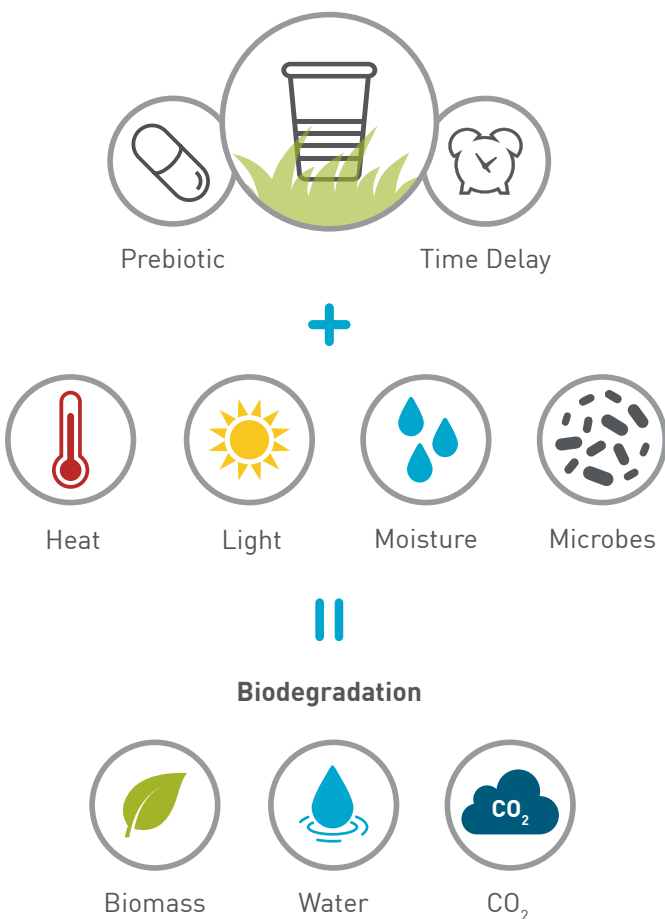 Prebiotic Time Delay
+
Heat Light Moisture Microbes
Biodegradation
CO₂
Biomass Water CO₂